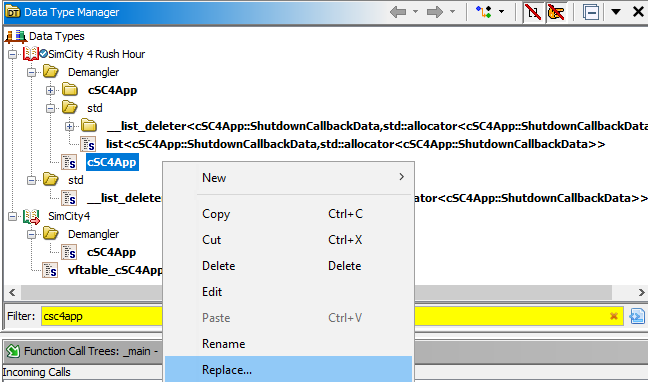 Data Type Manager
Data Types
SimCity 4 Rush Hour
Demangler
cSC4App
std
__list_deleter<cSC4App::ShutdownCallbackData,std::allocator<cSC4App::ShutdownCallbackData
list<cSC4App::ShutdownCallbackData,std::allocator<cSC4App::ShutdownCallbackData>>
cSC4App
std
__list_delete ator<cSC4App::ShutdownCallbackData>>
SimCity4
Demangler
cSC4App
vftable_cSC4App
New
Copy Ctrl+C
Cut Ctrl+X
Delete Delete
Edit
Paste Ctrl+V
Rename
Replace...
Filter: csc4app
Function Call Trees: _main -
Incoming Calls